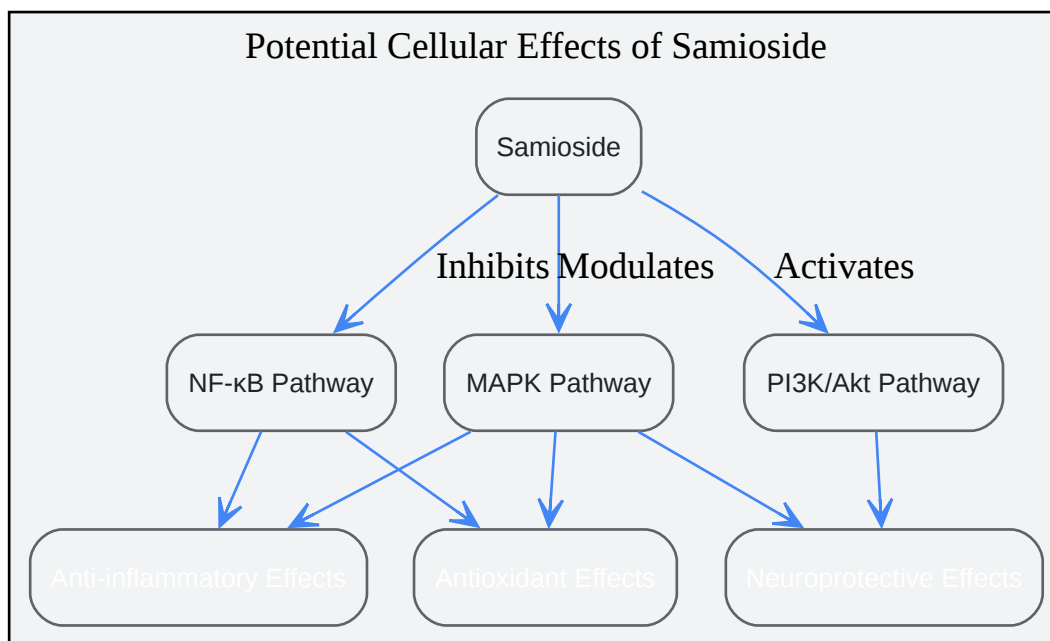 Potential Cellular Effects of Samioside
Samioside
Inhibits
Modulates
Activates
NF-κB Pathway
MAPK Pathway
PI3K/Akt Pathway
Anti-inflammatory Effects
Antioxidant Effects
Neuroprotective Effects